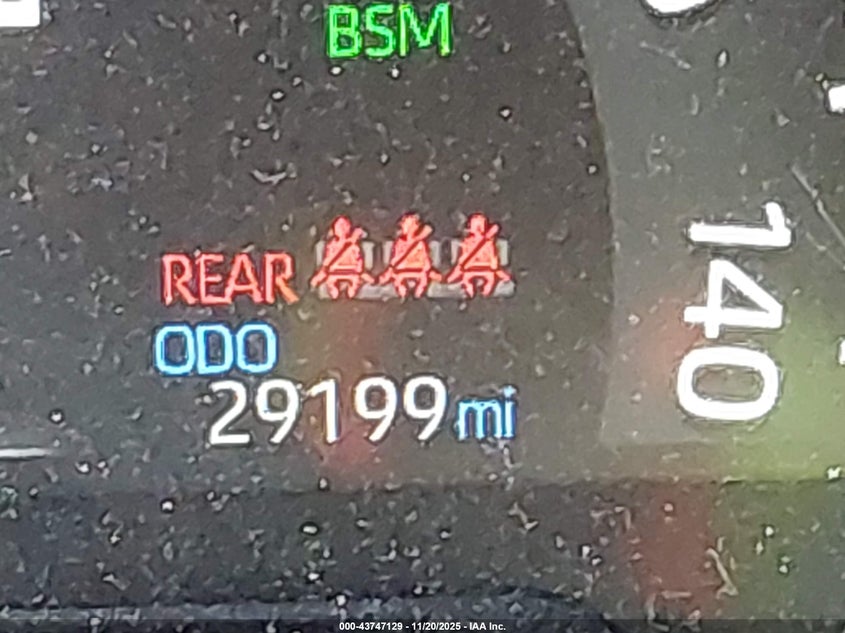 BSM
REAR
ODO
29199 mi
140
000-43747129 - 11/20/2025 - IAA Inc.